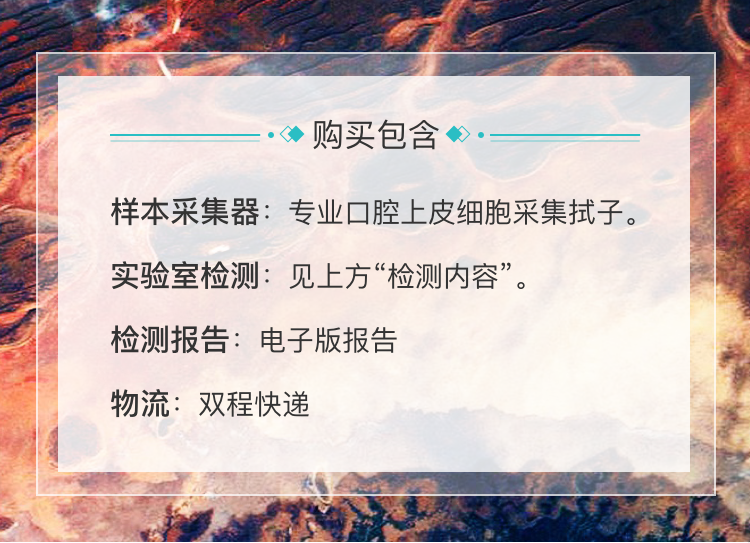 购买包含
样本采集器：专业口腔上皮细胞采集拭子。
实验室检测：见上方“检测内容”。
检测报告：电子版报告
物流：双程快递